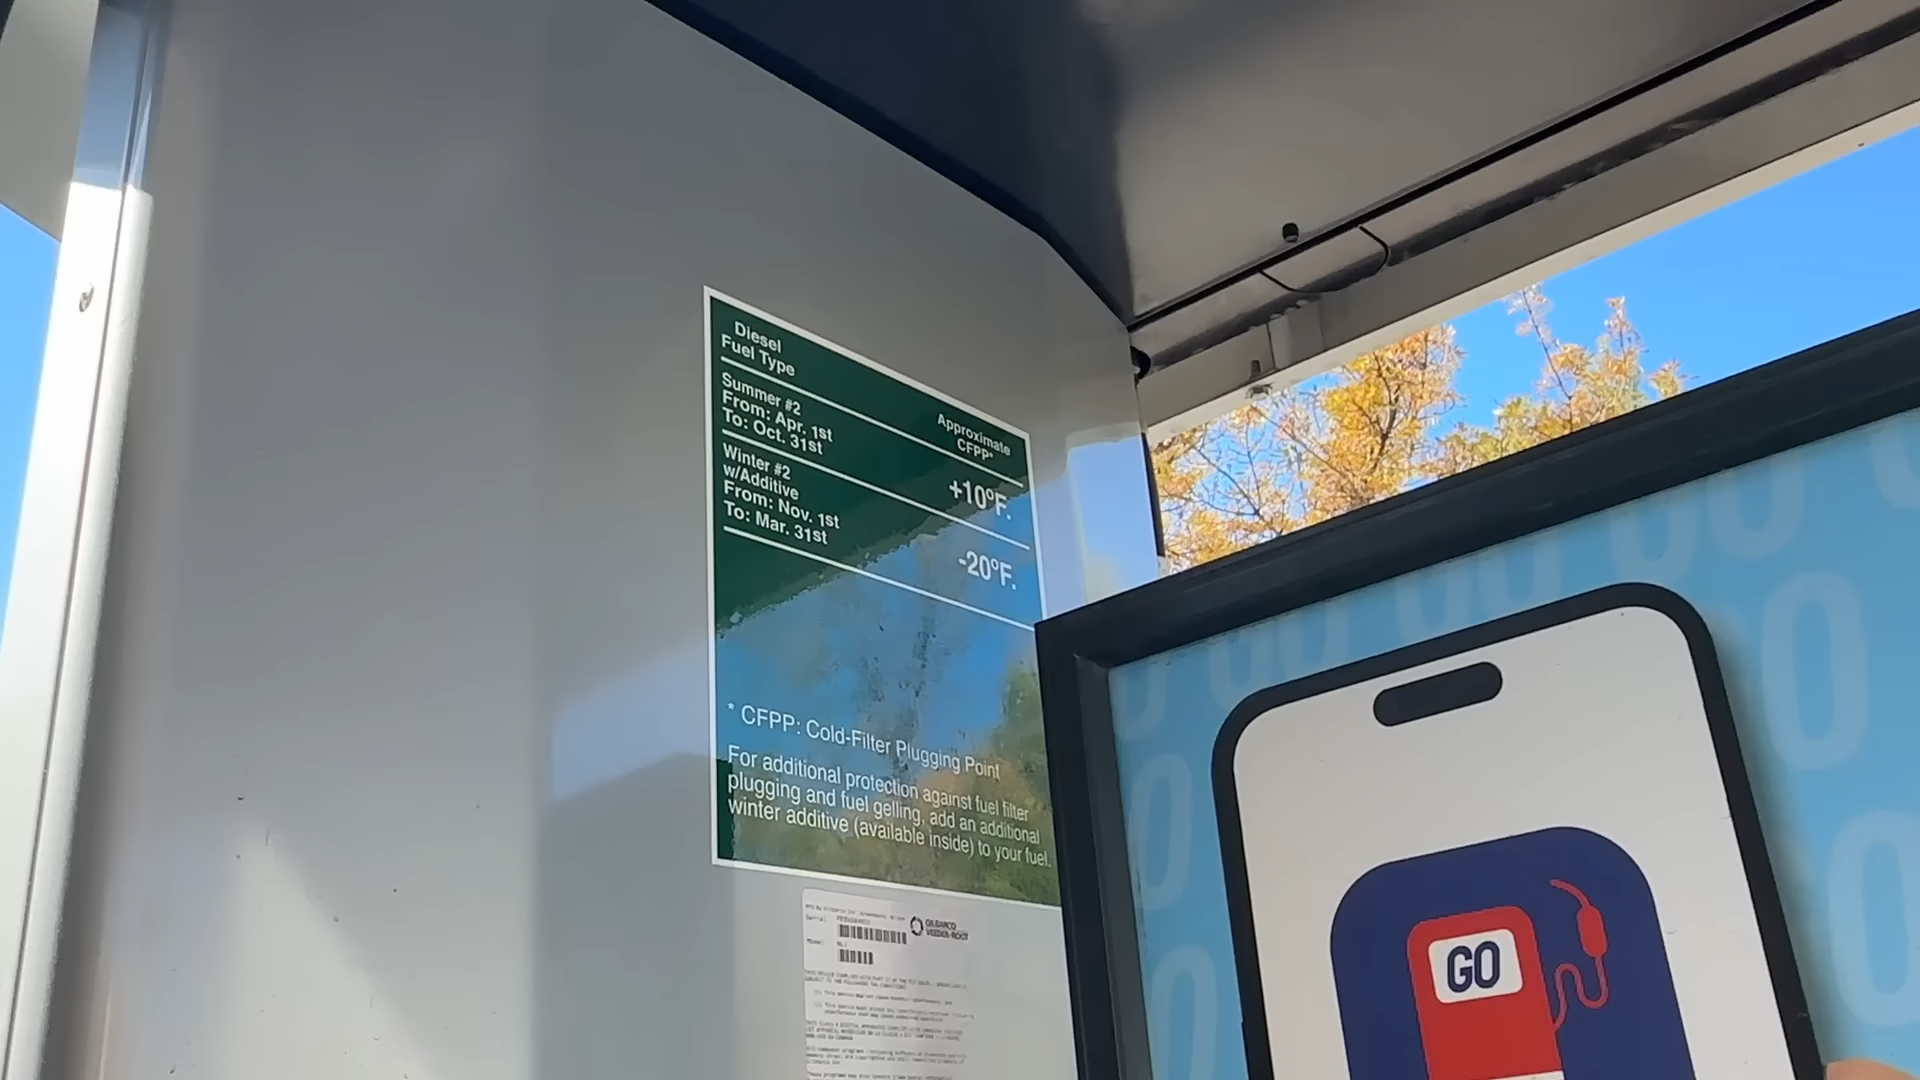 Diesel
Fuel Type
Approximate
CFPP*
Summer #2
From: Apr. 1st
To: Oct. 31st
+10°F.
Winter #2
w/Additive
From: Nov. 1st
To: Mar. 31st
-20°F.
* CFPP: Cold-Filter Plugging Point
For additional protection against fuel filter
plugging and fuel gelling, add an additional
winter additive (available inside) to your fuel.
GILBARCO
VEEDER-ROOT
Serial:
Model:
GO